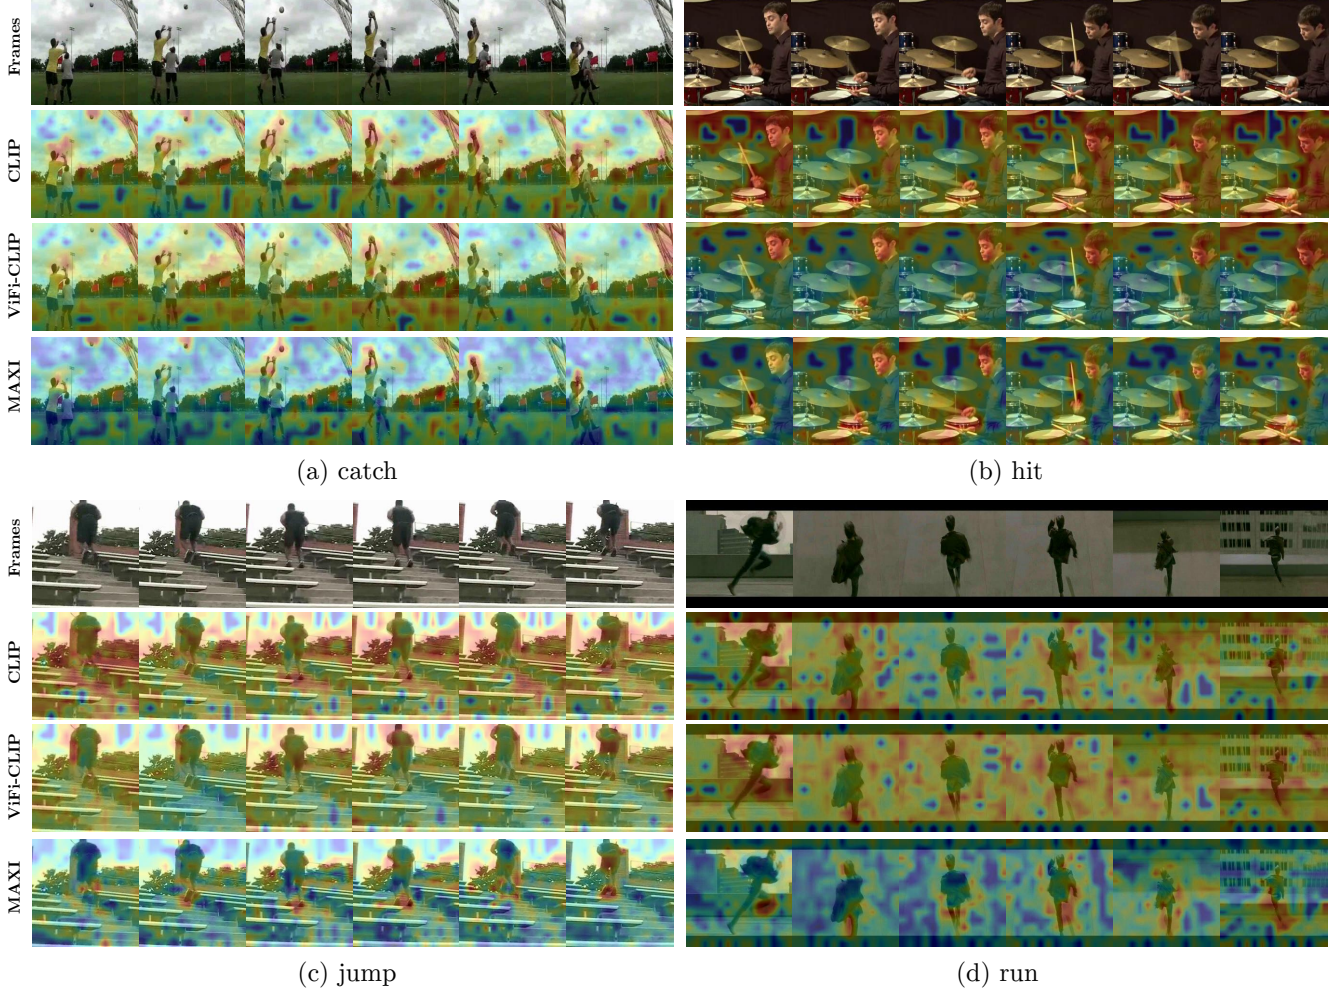 Frames
CLIP
ViFi-CLIP
MAXI
(a) catch
(b) hit
Frames
CLIP
ViFi-CLIP
MAXI
(c) jump
(d) run